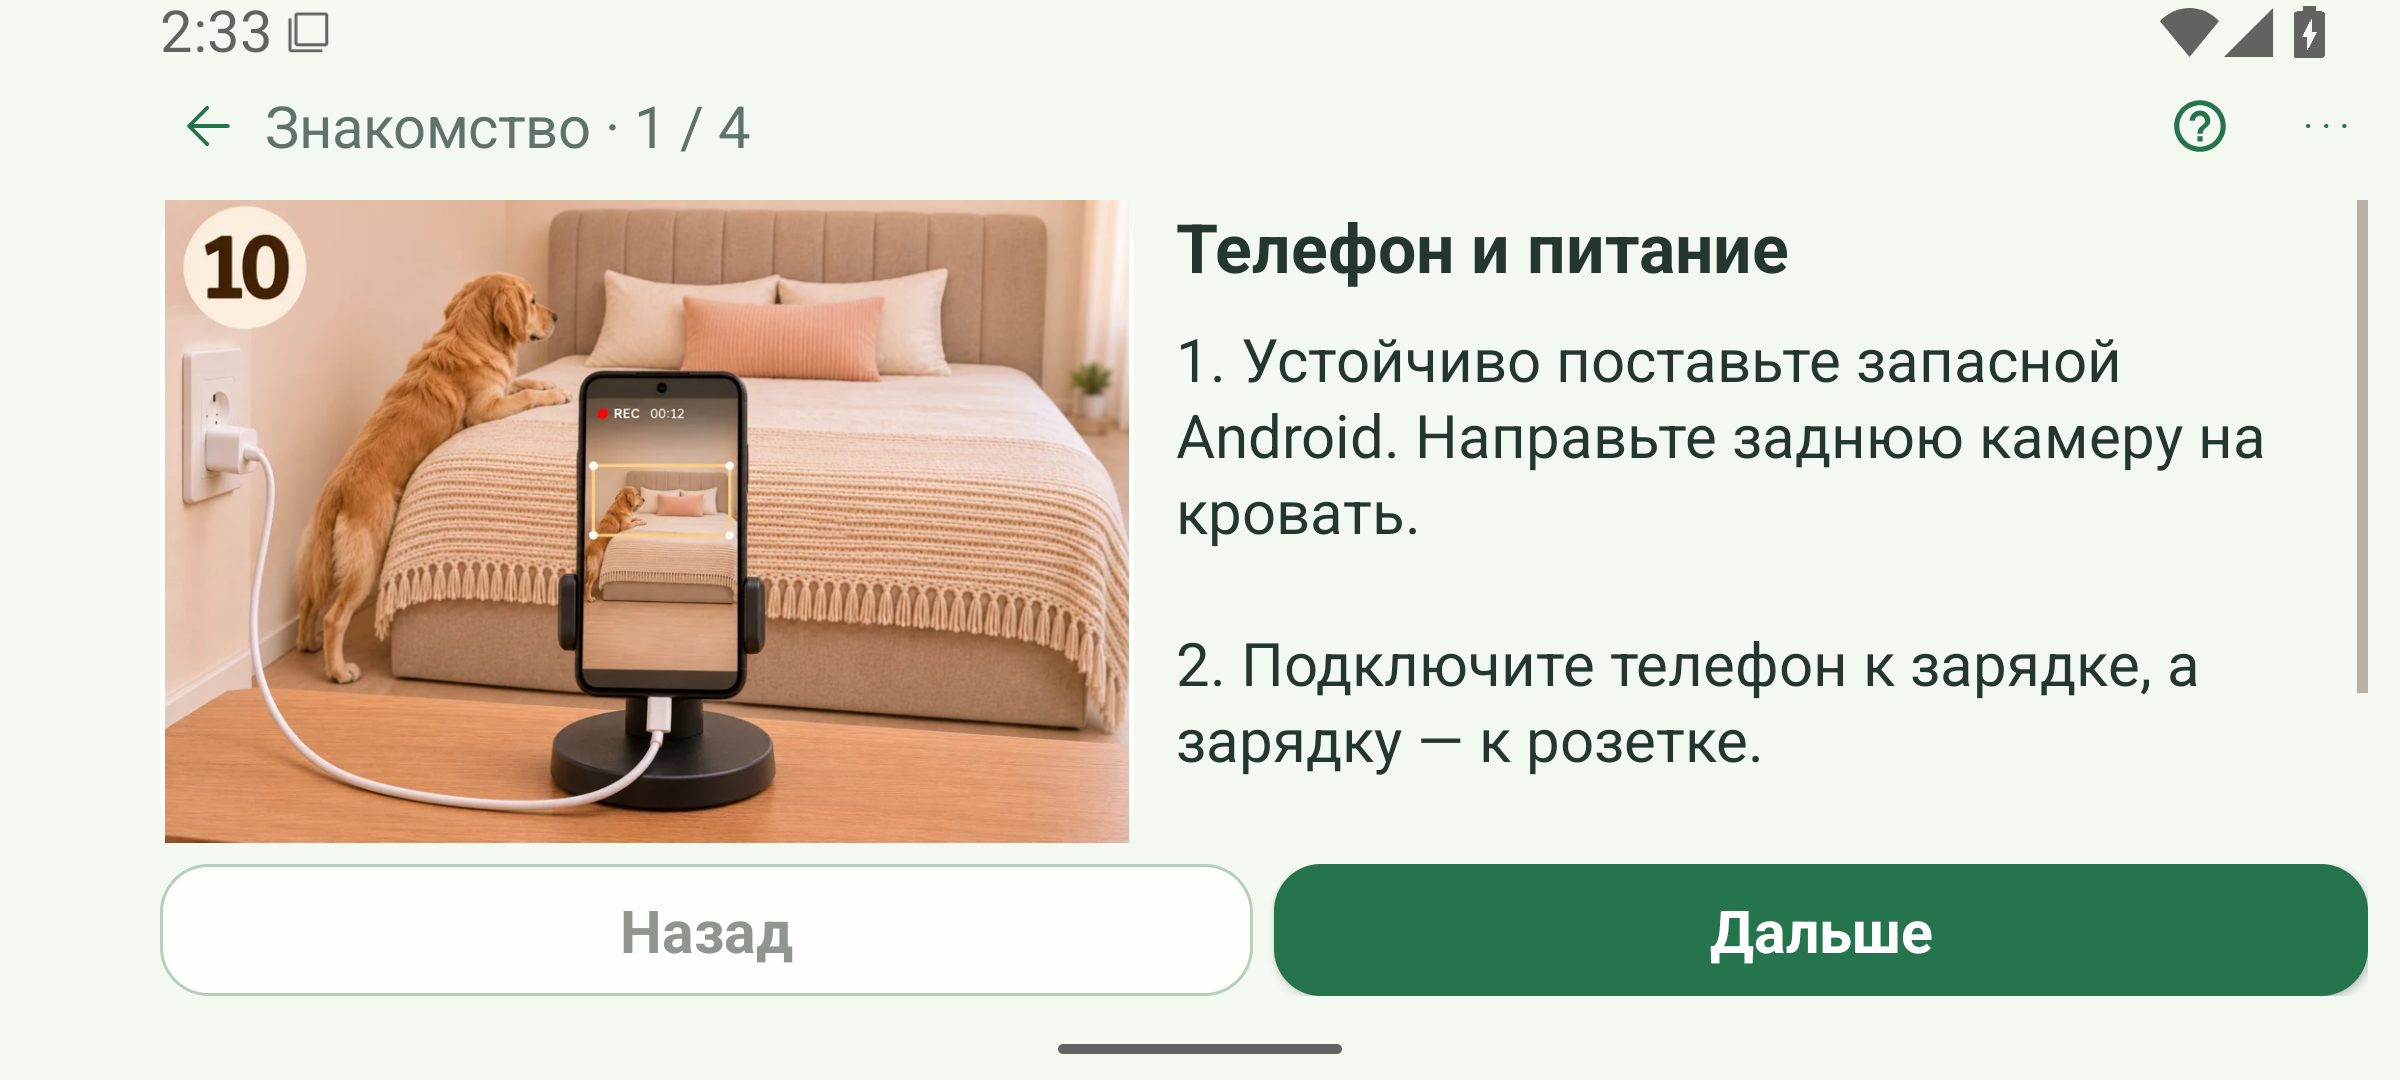 2:33
Знакомство · 1 / 4
10
REC 00:12
Телефон и питание
1. Устойчиво поставьте запасной
Android. Направьте заднюю камеру на
кровать.
2. Подключите телефон к зарядке, а
зарядку — к розетке.
Назад
Дальше